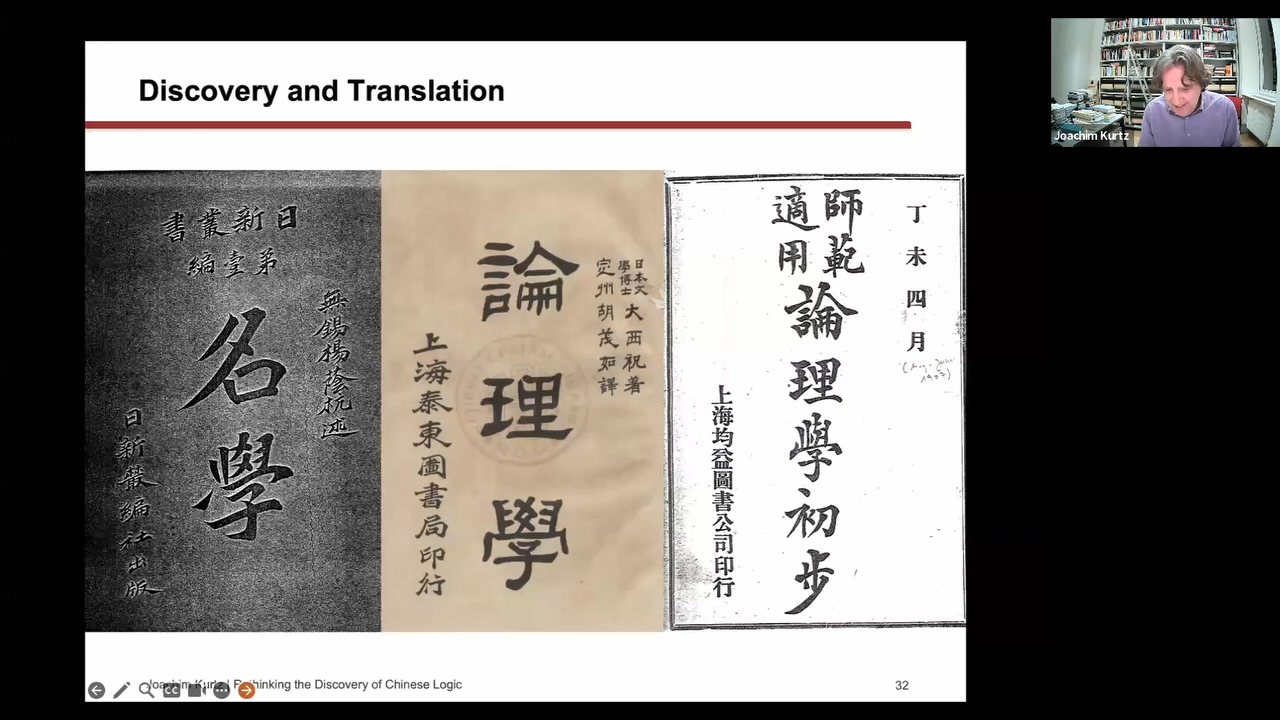 Discovery and Translation
日新叢書
第壹編
無錫楊蔭杭述
名學
日新叢編社出版
日本文學博士大西祝著
定州胡茂如譯
論理學
上海泰東圖書局印行
丁未四月
師範
適用
論理學初步
上海均益圖書公司印行
Joachim Kurtz | Rethinking the Discovery of Chinese Logic
32
Joachim Kurtz